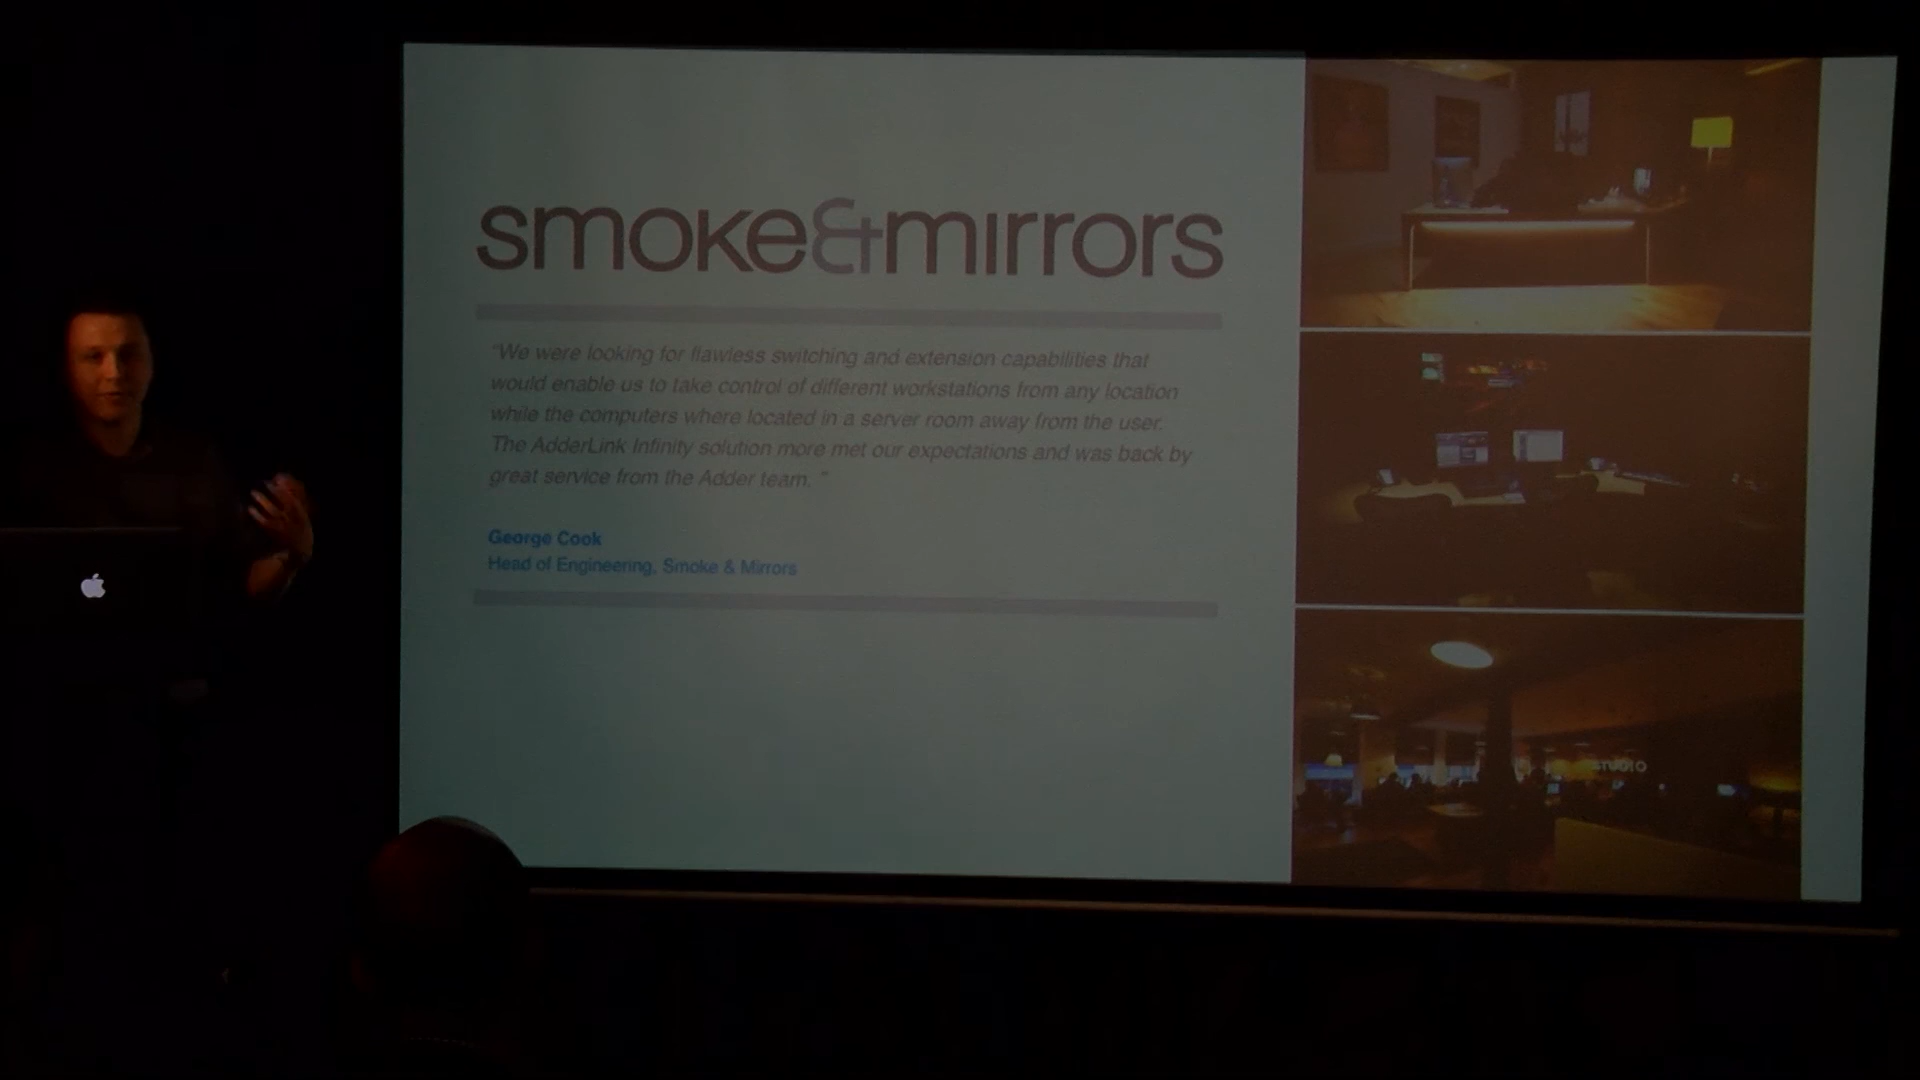 smoke&mirrors
"We were looking for flawless switching and extension capabilities that
would enable us to take control of different workstations from any location
while the computers where located in a server room away from the user.
The AdderLink Infinity solution more met our expectations and was back by
great service from the Adder team. "
George Cook
Head of Engineering, Smoke & Mirrors
STUDIO